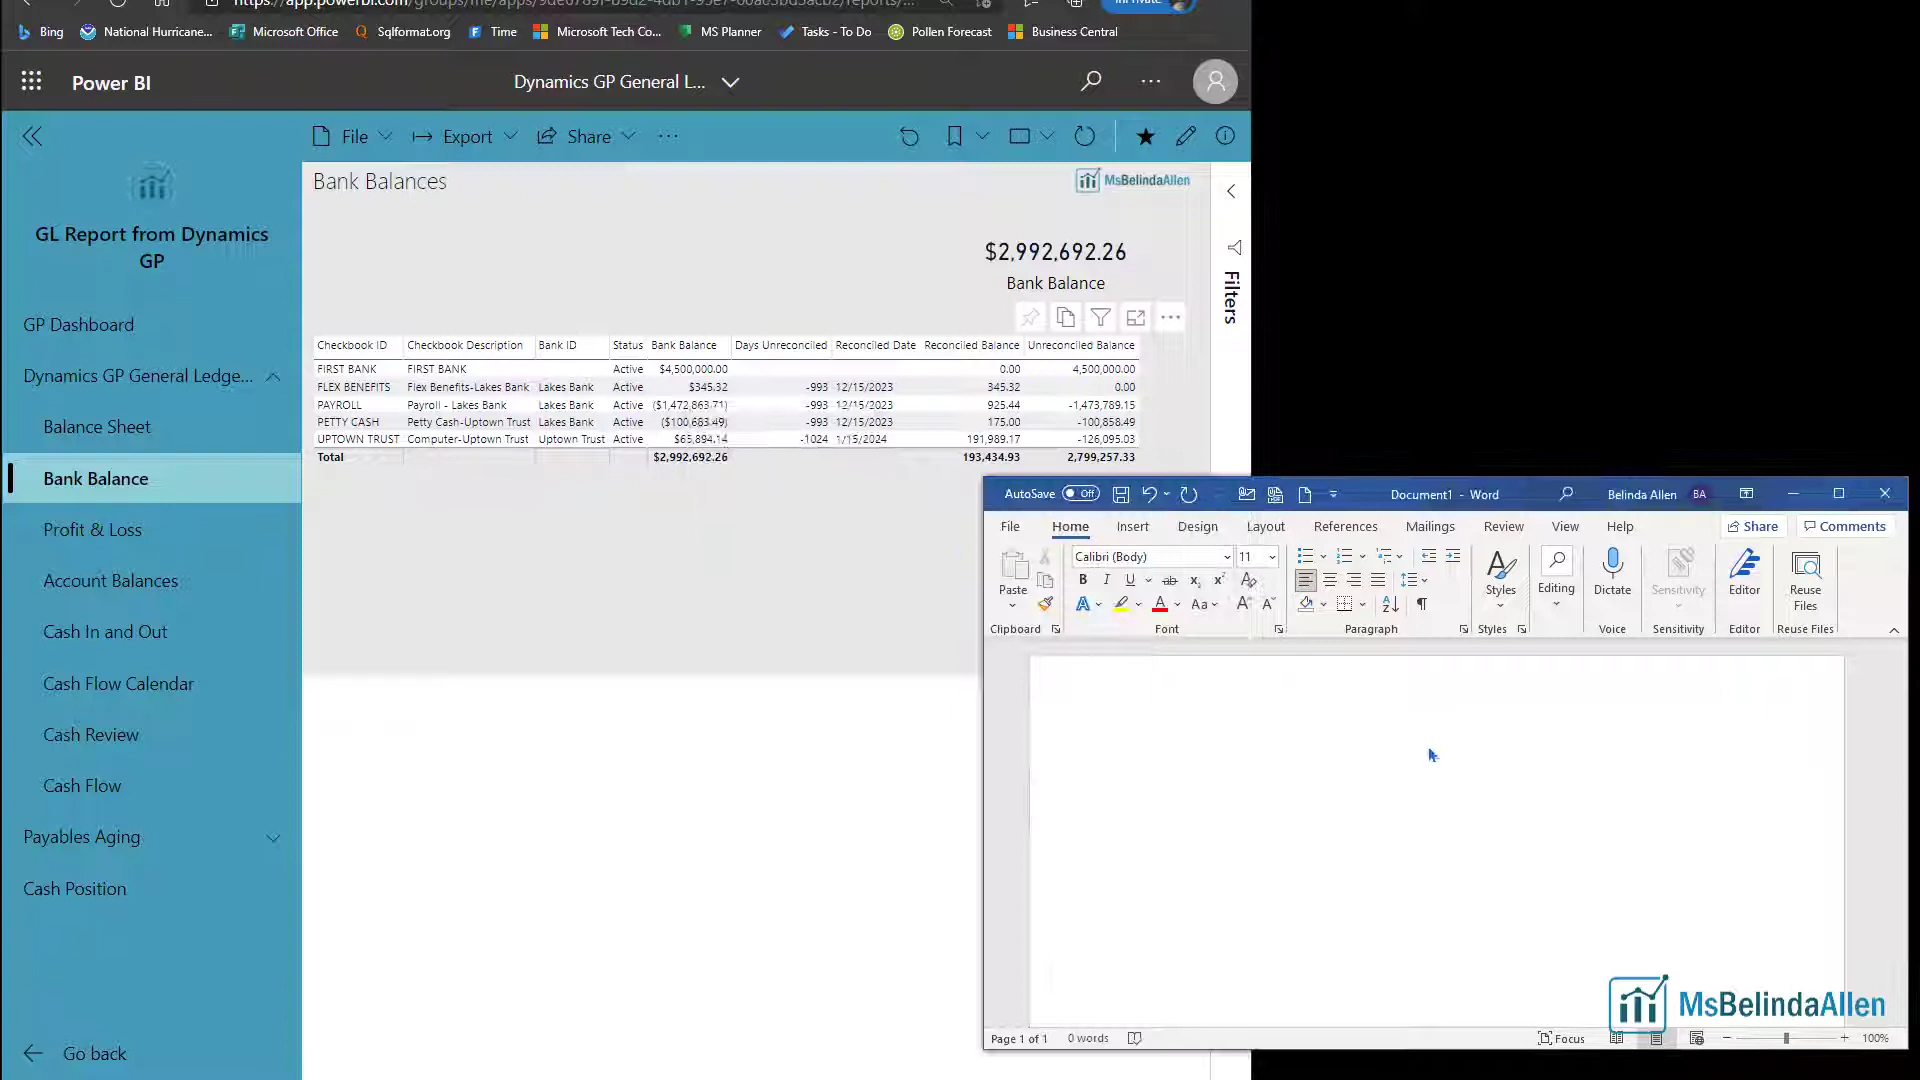 Bing
National Hurricane...
Microsoft Office
Sqlformat.org
Time
Microsoft Tech Co...
MS Planner
Tasks - To Do
Pollen Forecast
Business Central
Power BI
Dynamics GP General L...
File
Export
Share
GL Report from Dynamics
GP
GP Dashboard
Dynamics GP General Ledge...
Balance Sheet
Bank Balance
Profit & Loss
Account Balances
Cash In and Out
Cash Flow Calendar
Cash Review
Cash Flow
Payables Aging
Cash Position
Go back
Bank Balances
MsBelindaAllen
$2,992,692.26
Bank Balance
Filters
Checkbook ID Checkbook Description Bank ID Status Bank Balance Days Unreconciled Reconciled Date Reconciled Balance Unreconciled Balance
FIRST BANK FIRST BANK Active $4,500,000.00 0.00 4,500,000.00
FLEX BENEFITS Flex Benefits-Lakes Bank Lakes Bank Active $345.32 -993 12/15/2023 345.32 0.00
PAYROLL Payroll - Lakes Bank Lakes Bank Active ($1,472,863.71) -993 12/15/2023 925.44 -1,473,789.15
PETTY CASH Petty Cash-Uptown Trust Lakes Bank Active ($100,683.49) -993 12/15/2023 175.00 -100,858.49
UPTOWN TRUST Computer-Uptown Trust Uptown Trust Active $65,894.14 -1024 1/15/2024 191,989.17 -126,095.03
Total $2,992,692.26 193,434.93 2,799,257.33
AutoSave Off
Document1 - Word
Belinda Allen BA
File Home Insert Design Layout References Mailings Review View Help
Share
Comments
Paste
Calibri (Body)
11
Styles
Editing
Dictate
Sensitivity
Editor
Reuse
Files
Clipboard Font Paragraph Styles Voice Sensitivity Editor Reuse Files
MsBelindaAllen
Page 1 of 1
0 words
Focus
100%